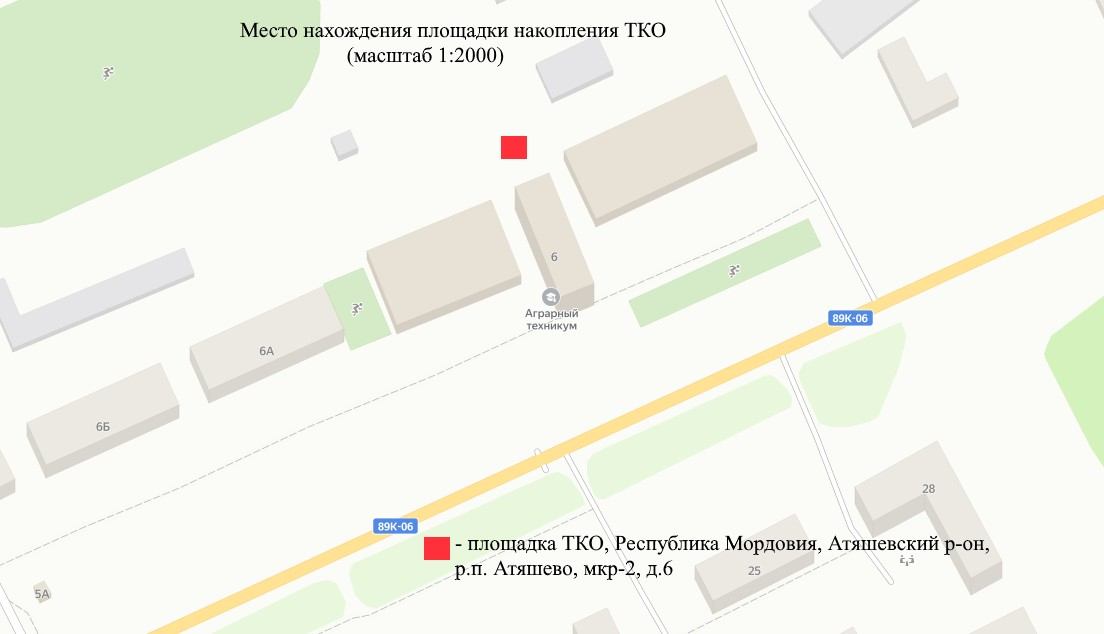 Место нахождения площадки накопления ТКО
(масштаб 1:2000)
6
Аграрный
техникум
89К-06
6А
6Б
28
89К-06
- площадка ТКО, Республика Мордовия, Атяшевский р-он,
р.п. Атяшево, мкр-2, д.6
25
5А